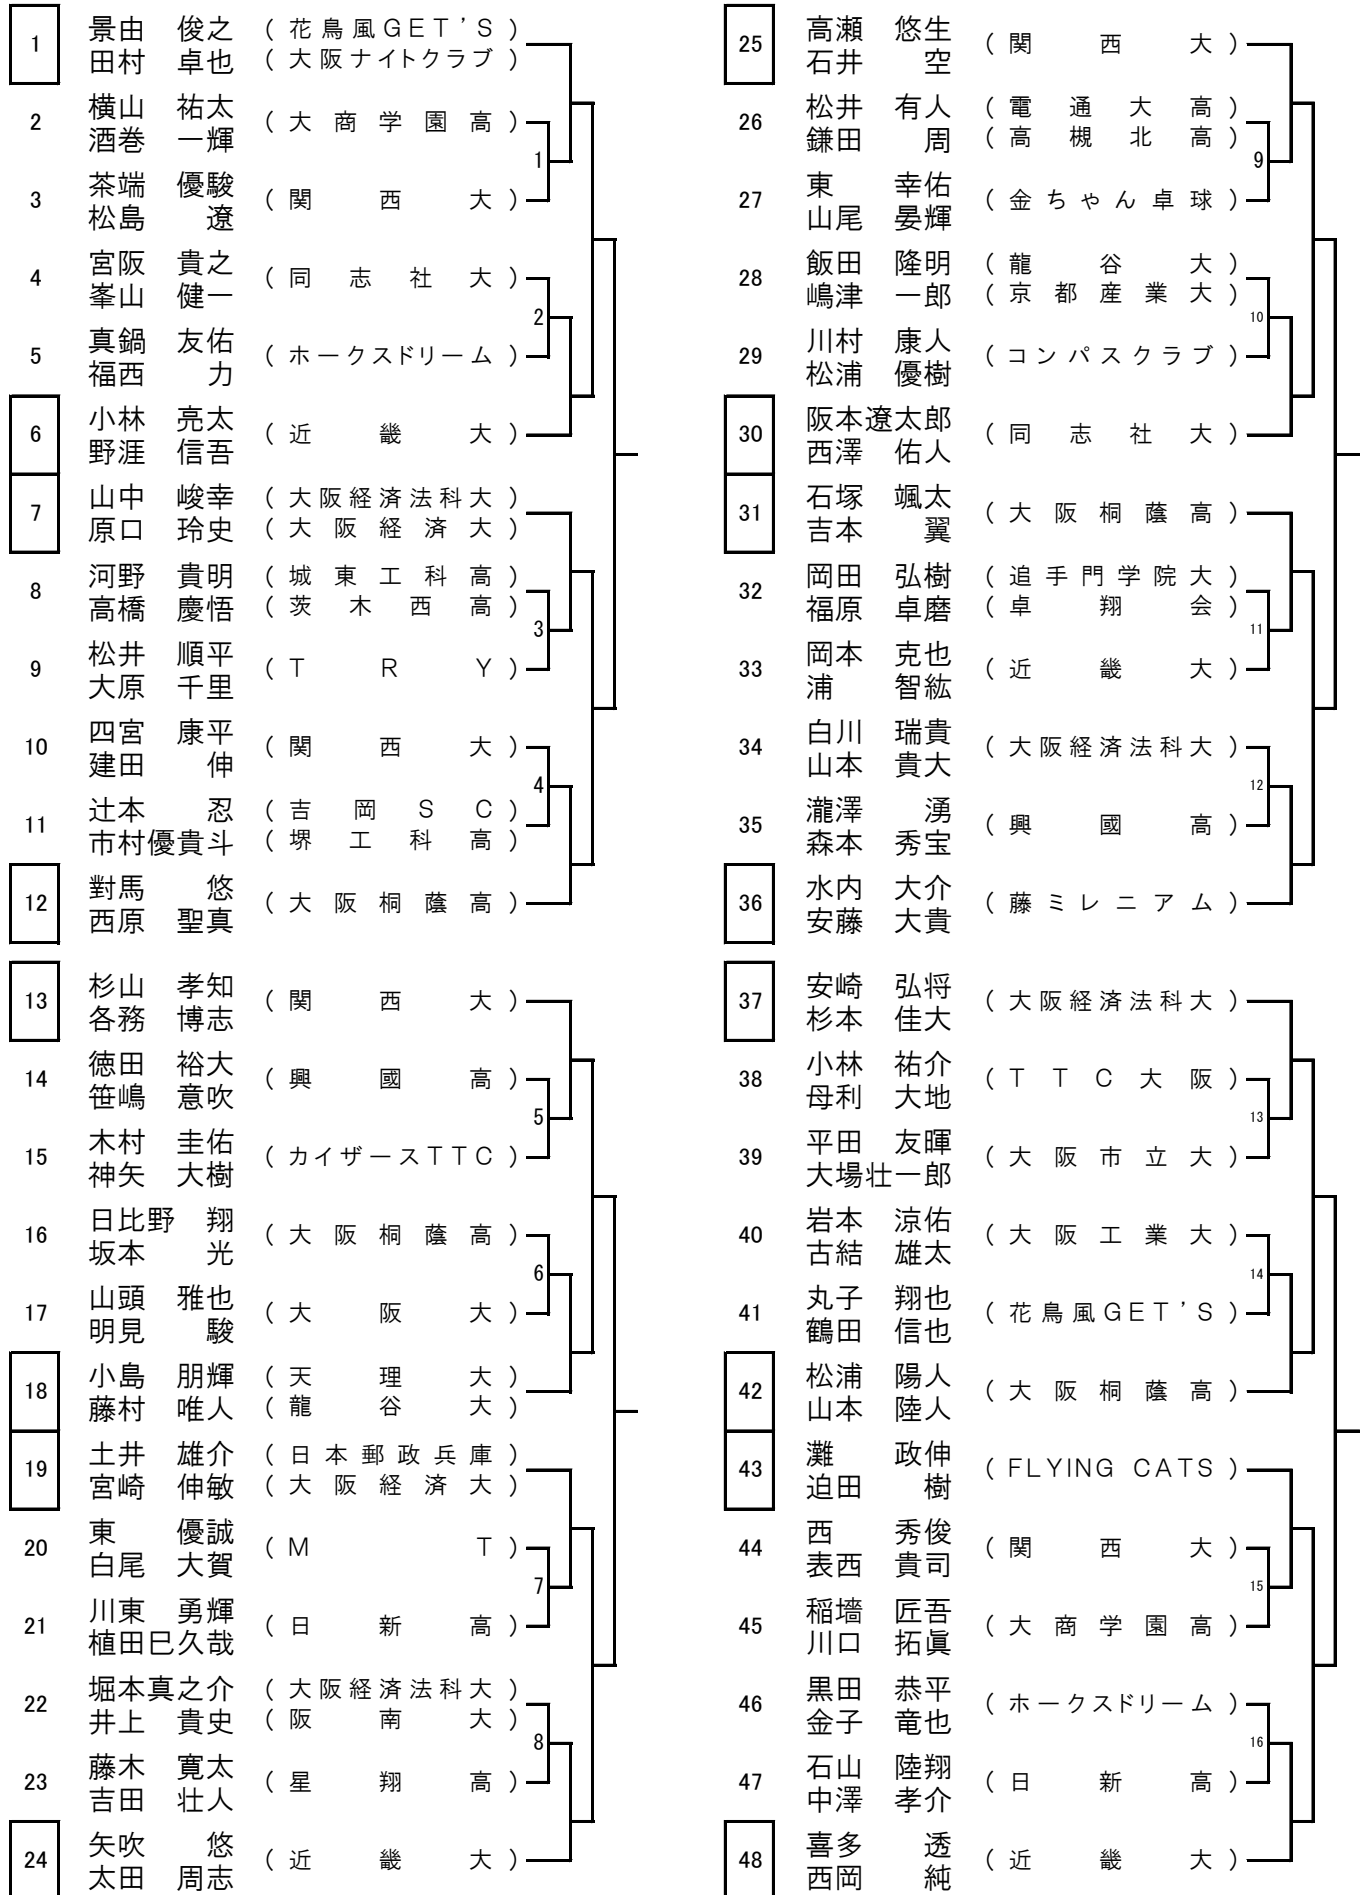 1
景由 俊之 (花鳥風GET'S)
田村 卓也 (大阪ナイトクラブ)
2
横山 祐太
酒巻 一輝
(大商学園高)
1
3
茶端 優駿
松島 遼
(関西大)
4
宮阪 貴之
峯山 健一
(同志社大)
2
5
真鍋 友佑
福西 力
(ホークスドリーム)
6
小林 亮太
野涯 信吾
(近畿大)
7
山中 峻幸 (大阪経済法科大)
原口 玲史 (大阪経済大)
8
河野 貴明 (城東工科高)
高橋 慶悟 (茨木西高)
3
9
松井 順平
大原 千里
(TRY)
10
四宮 康平
建田 伸
(関西大)
4
11
辻本 忍 (吉岡SC)
市村優貴斗 (堺工科高)
12
對馬 悠
西原 聖真
(大阪桐蔭高)
13
杉山 孝知
各務 博志
(関西大)
14
徳田 裕大
笹嶋 意吹
(興國高)
5
15
木村 圭佑
神矢 大樹
(カイザースTTC)
16
日比野 翔
坂本 光
(大阪桐蔭高)
6
17
山頭 雅也
明見 駿
(大阪大)
18
小島 朋輝 (天理大)
藤村 唯人 (龍谷大)
19
土井 雄介 (日本郵政兵庫)
宮崎 伸敏 (大阪経済大)
20
東 優誠
白尾 大賀
(MT)
7
21
川東 勇輝
植田巳久哉
(日新高)
22
堀本真之介 (大阪経済法科大)
井上 貴史 (阪南大)
8
23
藤木 寛太
吉田 壮人
(星翔高)
24
矢吹 悠
太田 周志
(近畿大)
25
高瀬 悠生
石井 空
(関西大)
26
松井 有人 (電通大高)
鎌田 周 (高槻北高)
9
27
東 幸佑
山尾 晏輝
(金ちゃん卓球)
28
飯田 隆明 (龍谷大)
嶋津 一郎 (京都産業大)
10
29
川村 康人
松浦 優樹
(コンパスクラブ)
30
阪本遼太郎
西澤 佑人
(同志社大)
31
石塚 颯太
吉本 翼
(大阪桐蔭高)
32
岡田 弘樹 (追手門学院大)
福原 卓磨 (卓翔会)
11
33
岡本 克也
浦 智紘
(近畿大)
34
白川 瑞貴
山本 貴大
(大阪経済法科大)
12
35
瀧澤 湧
森本 秀宝
(興國高)
36
水内 大介
安藤 大貴
(藤ミレニアム)
37
安崎 弘将
杉本 佳大
(大阪経済法科大)
38
小林 祐介
母利 大地
(TTC大阪)
13
39
平田 友暉
大場壮一郎
(大阪市立大)
40
岩本 涼佑
古結 雄太
(大阪工業大)
14
41
丸子 翔也
鶴田 信也
(花鳥風GET'S)
42
松浦 陽人
山本 陸人
(大阪桐蔭高)
43
灘 政伸
迫田 樹
(FLYING CATS)
44
西 秀俊
表西 貴司
(関西大)
15
45
稲墻 匠吾
川口 拓眞
(大商学園高)
46
黒田 恭平
金子 竜也
(ホークスドリーム)
16
47
石山 陸翔
中澤 孝介
(日新高)
48
喜多 透
西岡 純
(近畿大)